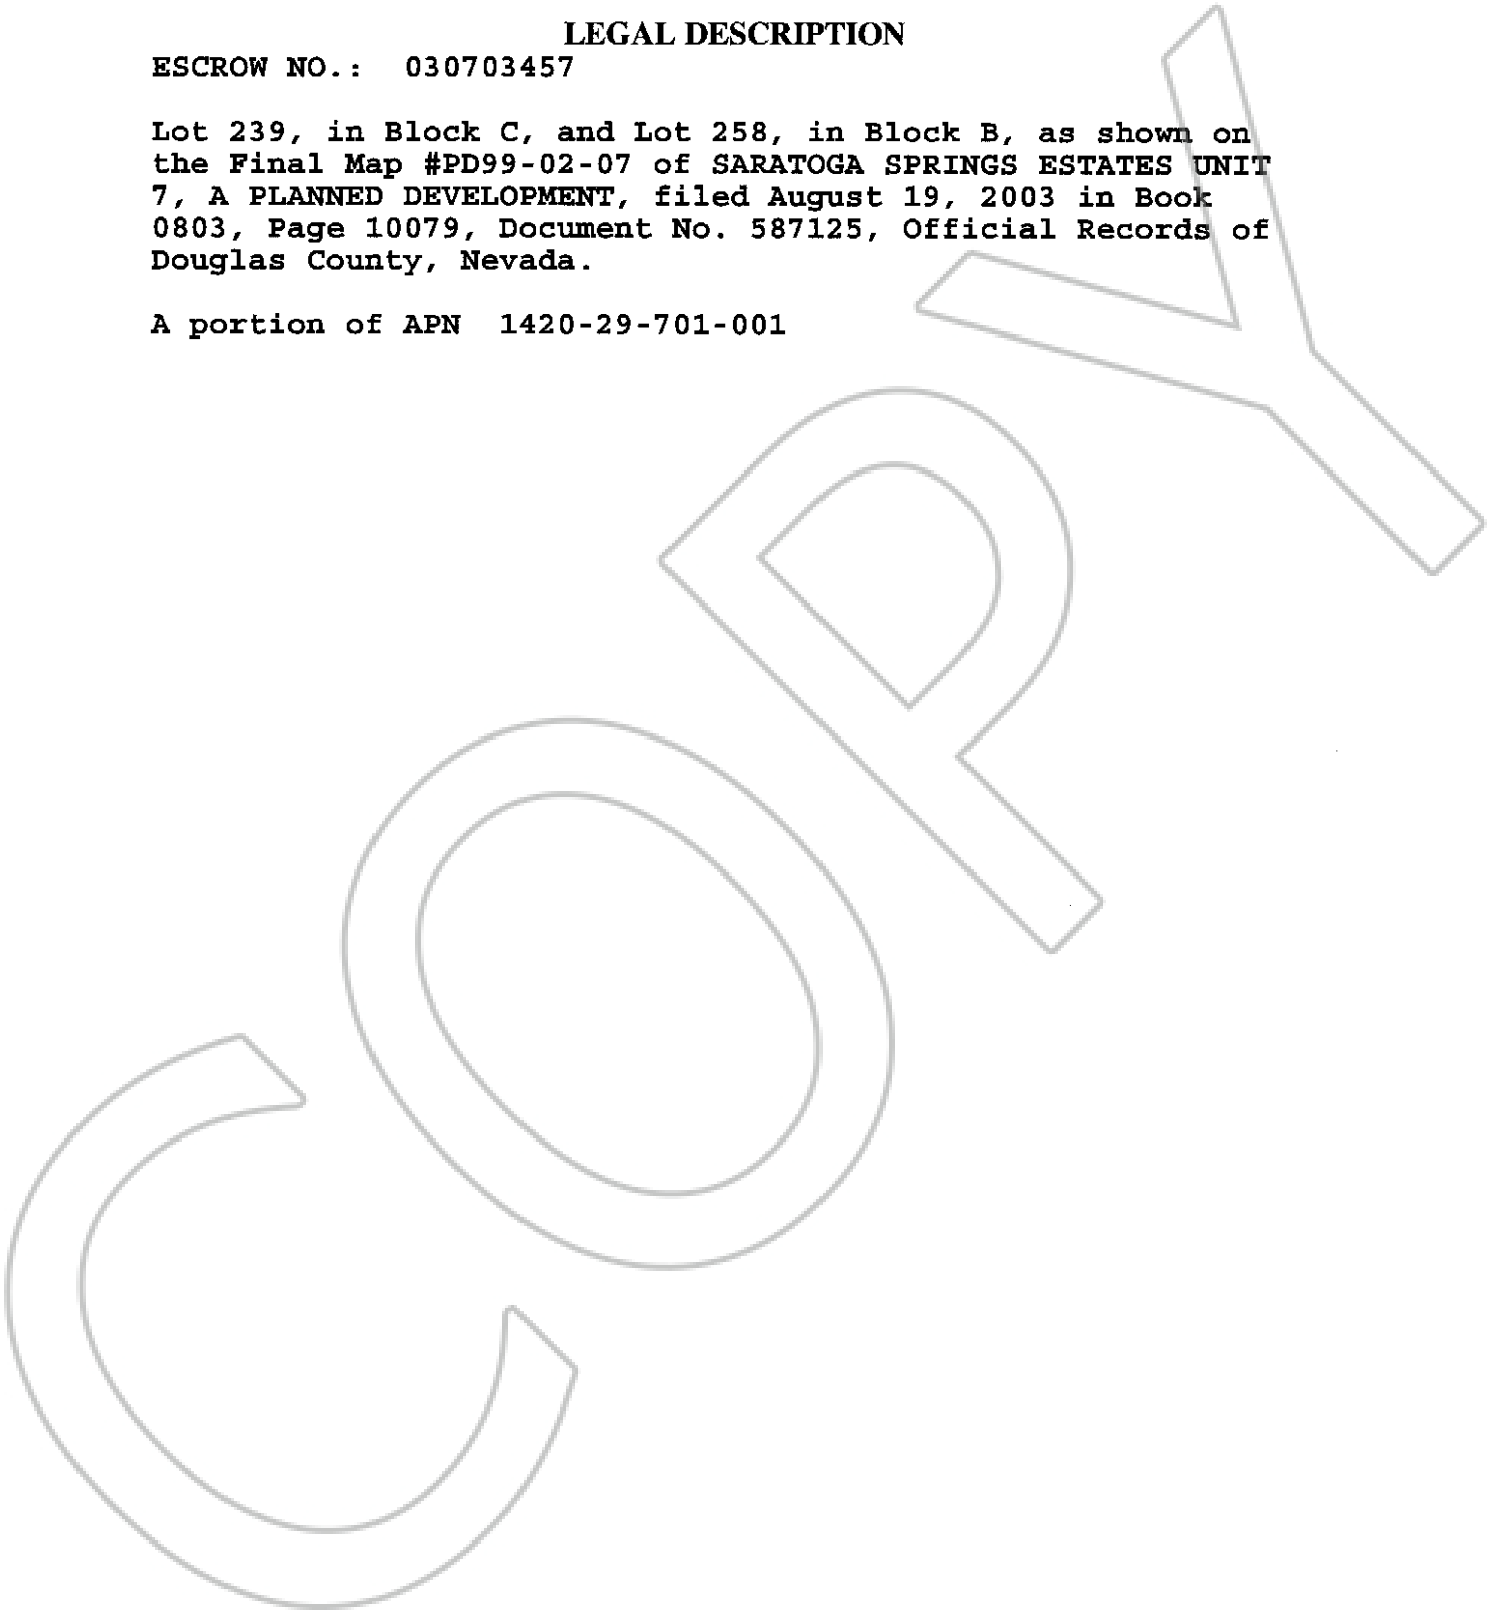 LEGAL DESCRIPTION
ESCROW NO.: 030703457
Lot 239, in Block C, and Lot 258, in Block B, as shown on
the Final Map #PD99-02-07 of SARATOGA SPRINGS ESTATES UNIT
7, A PLANNED DEVELOPMENT, filed August 19, 2003 in Book
0803, Page 10079, Document No. 587125, Official Records of
Douglas County, Nevada.
A portion of APN 1420-29-701-001
COPY